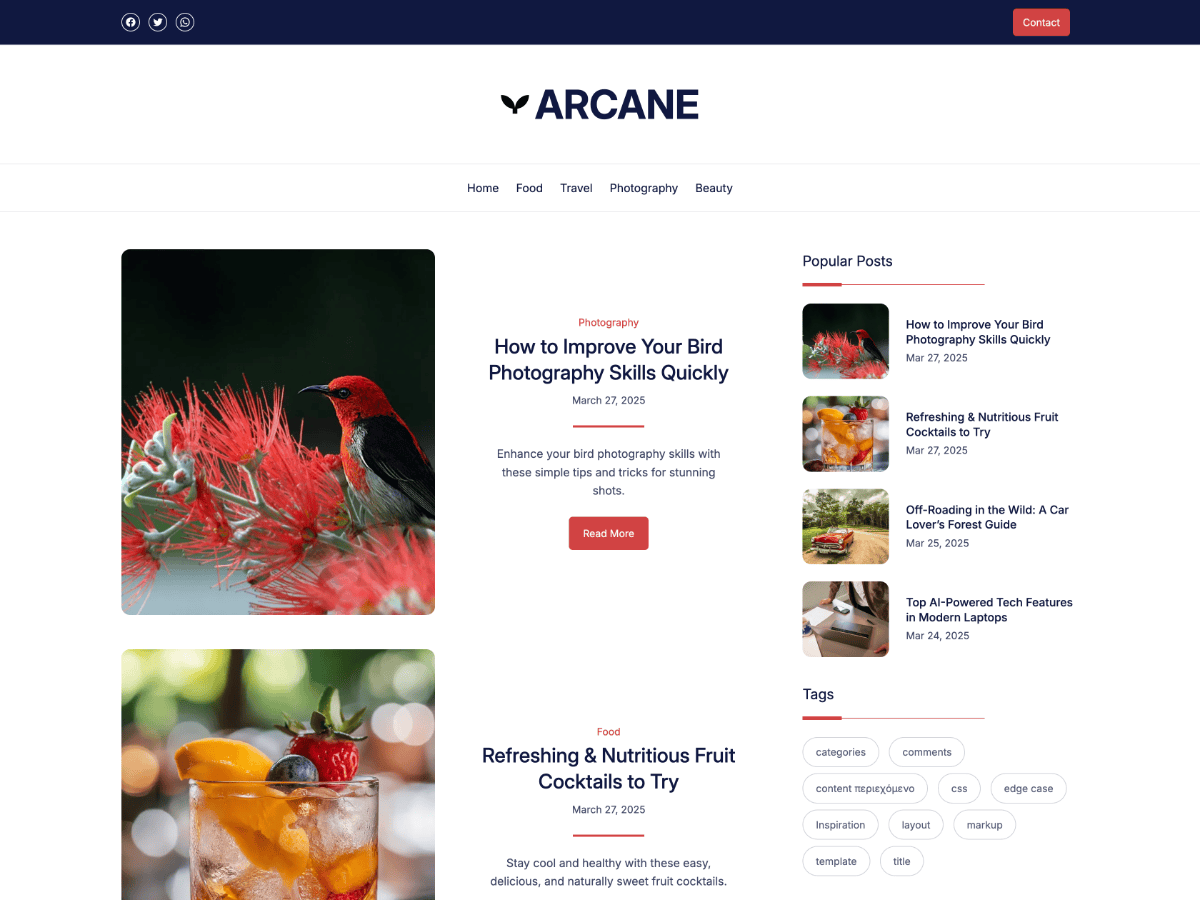 Contact
ARCANE
Home Food Travel Photography Beauty
Photography
How to Improve Your Bird
Photography Skills Quickly
March 27, 2025
Enhance your bird photography skills with
these simple tips and tricks for stunning
shots.
Read More
Food
Refreshing & Nutritious Fruit
Cocktails to Try
March 27, 2025
Stay cool and healthy with these easy,
delicious, and naturally sweet fruit cocktails.
Popular Posts
How to Improve Your Bird
Photography Skills Quickly
Mar 27, 2025
Refreshing & Nutritious Fruit
Cocktails to Try
Mar 27, 2025
Off-Roading in the Wild: A Car
Lover’s Forest Guide
Mar 25, 2025
Top AI-Powered Tech Features
in Modern Laptops
Mar 24, 2025
Tags
categories comments
content περιεχόμενο css edge case
Inspiration layout markup
template title